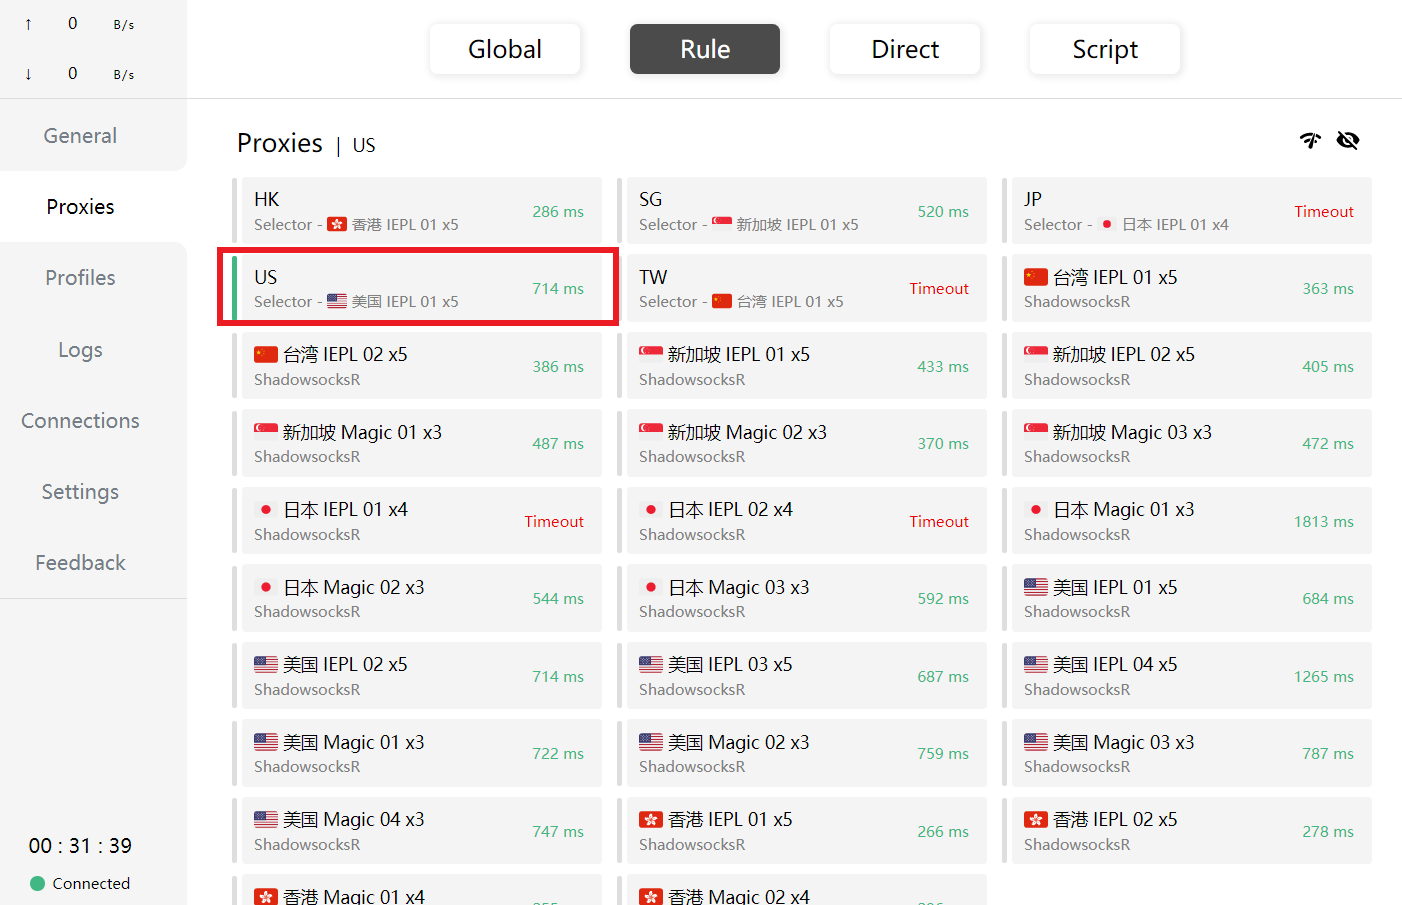 ↑ 0 B/s
↓ 0 B/s
General
Proxies
Profiles
Logs
Connections
Settings
Feedback
00 : 31 : 39
Connected
Global
Rule
Direct
Script
Proxies | US
HK
Selector - 香港 IEPL 01 x5
286 ms
SG
Selector - 新加坡 IEPL 01 x5
520 ms
JP
Selector - 日本 IEPL 01 x4
Timeout
US
Selector - 美国 IEPL 01 x5
714 ms
TW
Selector - 台湾 IEPL 01 x5
Timeout
台湾 IEPL 01 x5
ShadowsocksR
363 ms
台湾 IEPL 02 x5
ShadowsocksR
386 ms
新加坡 IEPL 01 x5
ShadowsocksR
433 ms
新加坡 IEPL 02 x5
ShadowsocksR
405 ms
新加坡 Magic 01 x3
ShadowsocksR
487 ms
新加坡 Magic 02 x3
ShadowsocksR
370 ms
新加坡 Magic 03 x3
ShadowsocksR
472 ms
日本 IEPL 01 x4
ShadowsocksR
Timeout
日本 IEPL 02 x4
ShadowsocksR
Timeout
日本 Magic 01 x3
ShadowsocksR
1813 ms
日本 Magic 02 x3
ShadowsocksR
544 ms
日本 Magic 03 x3
ShadowsocksR
592 ms
美国 IEPL 01 x5
ShadowsocksR
684 ms
美国 IEPL 02 x5
ShadowsocksR
714 ms
美国 IEPL 03 x5
ShadowsocksR
687 ms
美国 IEPL 04 x5
ShadowsocksR
1265 ms
美国 Magic 01 x3
ShadowsocksR
722 ms
美国 Magic 02 x3
ShadowsocksR
759 ms
美国 Magic 03 x3
ShadowsocksR
787 ms
美国 Magic 04 x3
ShadowsocksR
747 ms
香港 IEPL 01 x5
ShadowsocksR
266 ms
香港 IEPL 02 x5
ShadowsocksR
278 ms
香港 Magic 01 x4
香港 Magic 02 x4